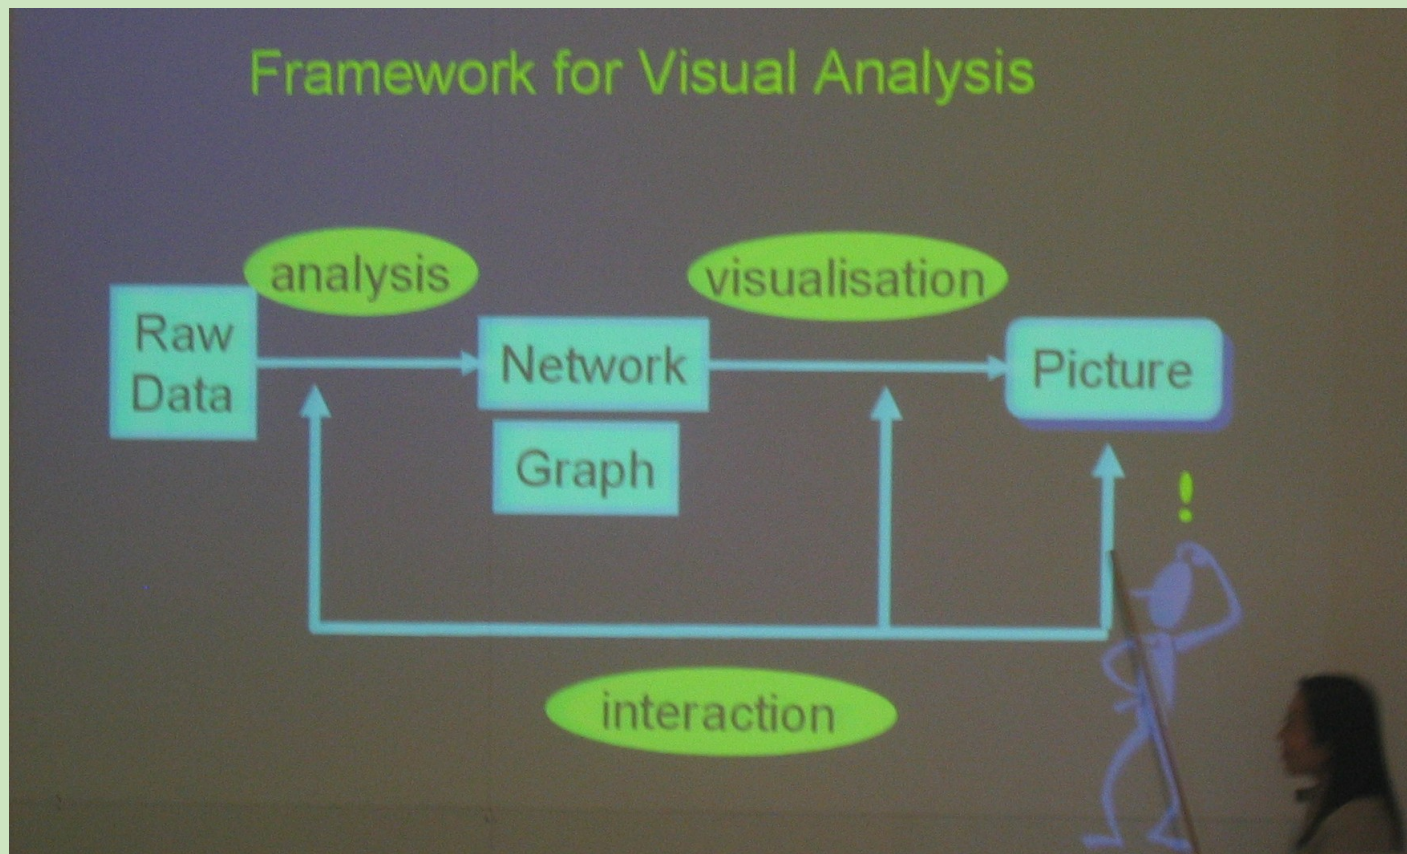 Framework for Visual Analysis
analysis
visualisation
Raw
Data
Network
Picture
Graph
!
interaction